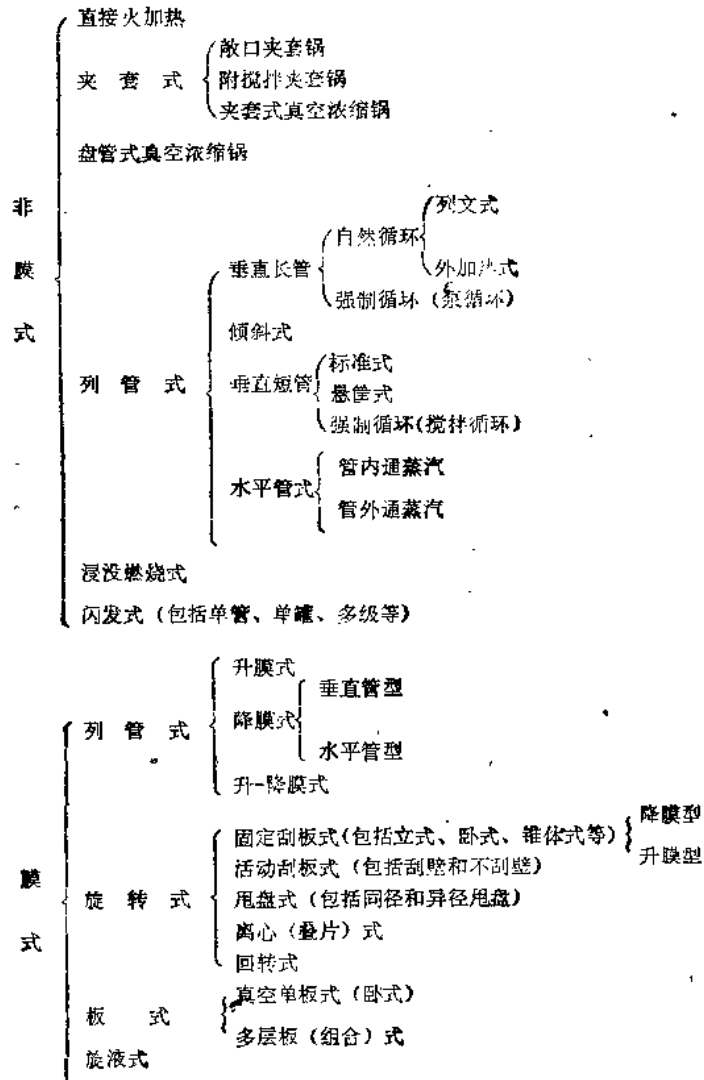 直接火加热
敞口夹套锅
夹套式
附搅拌夹套锅
夹套式真空浓缩锅
盘管式真空浓缩锅
非膜式
列文式
自然循环
垂直长管
外加热式
强制循环（泵循环）
倾斜式
标准式
列管式
垂直短管
悬筐式
强制循环(搅拌循环)
管内通蒸汽
水平管式
管外通蒸汽
浸没燃烧式
闪发式（包括单管、单罐、多级等）
升膜式
垂直管型
列管式
降膜式
水平管型
升-降膜式
降膜型
固定刮板式(包括立式、卧式、锥体式等)
升膜型
活动刮板式（包括刮壁和不刮壁）
膜式
旋转式
甩盘式（包括同径和异径甩盘）
离心（叠片）式
回转式
真空单板式（卧式）
板式
多层板（组合）式
旋液式